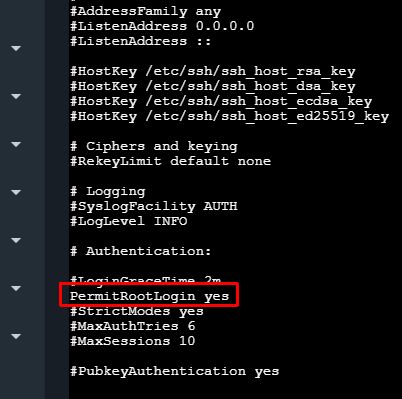 #AddressFamily any
#ListenAddress 0.0.0.0
#ListenAddress ::
#HostKey /etc/ssh/ssh_host_rsa_key
#HostKey /etc/ssh/ssh_host_dsa_key
#HostKey /etc/ssh/ssh_host_ecdsa_key
#HostKey /etc/ssh/ssh_host_ed25519_key
# Ciphers and keying
#RekeyLimit default none
# Logging
#SyslogFacility AUTH
#LogLevel INFO
# Authentication:
#LoginGraceTime 2m
PermitRootLogin yes
#StrictModes yes
#MaxAuthTries 6
#MaxSessions 10
#PubkeyAuthentication yes